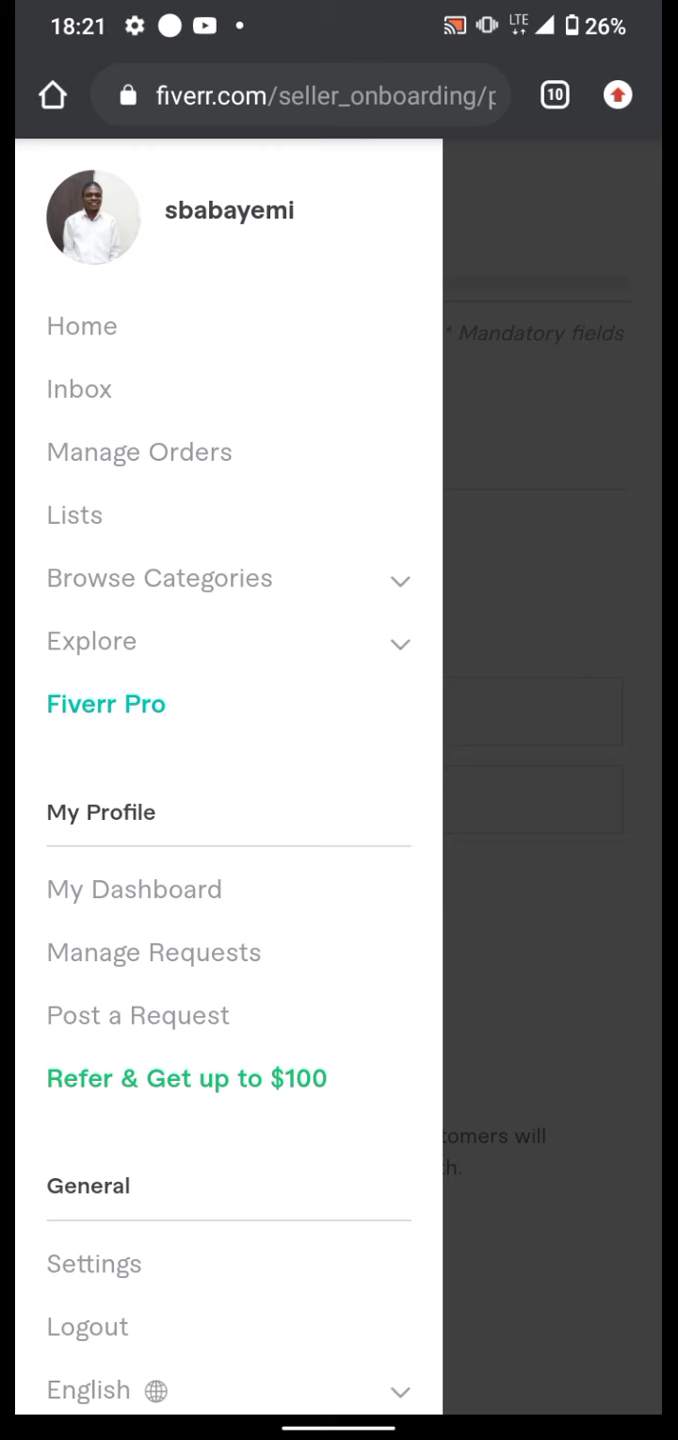 18:21
LTE
26%
fiverr.com/seller_onboarding/p
10
sbabayemi
Home
* Mandatory fields
Inbox
Manage Orders
Lists
Browse Categories
Explore
Fiverr Pro
My Profile
My Dashboard
Manage Requests
Post a Request
Refer & Get up to $100
tomers will
th.
General
Settings
Logout
English